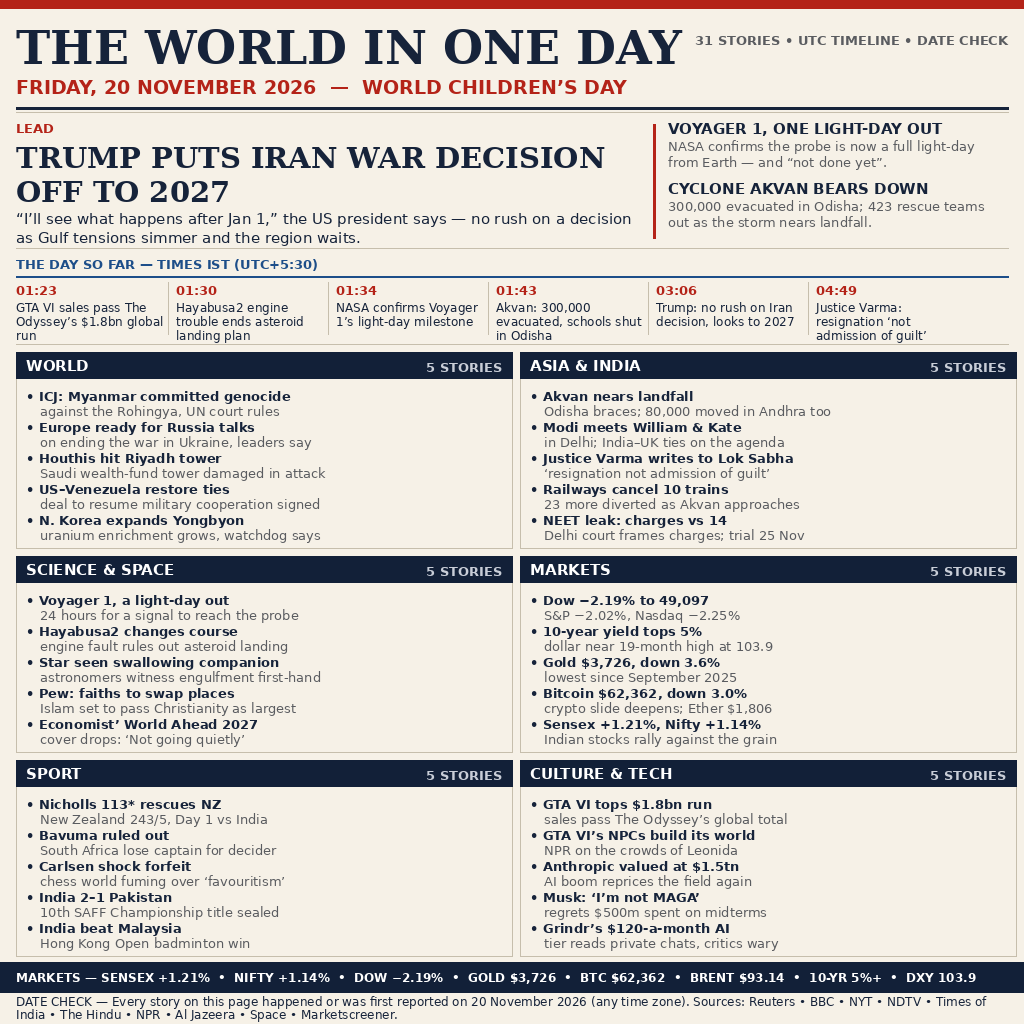 THE WORLD IN ONE DAY
31 STORIES • UTC TIMELINE • DATE CHECK
FRIDAY, 20 NOVEMBER 2026 — WORLD CHILDREN’S DAY
LEAD
TRUMP PUTS IRAN WAR DECISION
OFF TO 2027
“I’ll see what happens after Jan 1,” the US president says — no rush on a decision
as Gulf tensions simmer and the region waits.
VOYAGER 1, ONE LIGHT-DAY OUT
NASA confirms the probe is now a full light-day
from Earth — and “not done yet”.
CYCLONE AKVAN BEARS DOWN
300,000 evacuated in Odisha; 423 rescue teams
out as the storm nears landfall.
THE DAY SO FAR — TIMES IST (UTC+5:30)
01:23
GTA VI sales pass The
Odyssey’s $1.8bn global
run
01:30
Hayabusa2 engine
trouble ends asteroid
landing plan
01:34
NASA confirms Voyager
1’s light-day milestone
01:43
Akvan: 300,000
evacuated, schools shut
in Odisha
03:06
Trump: no rush on Iran
decision, looks to 2027
04:49
Justice Varma:
resignation ‘not
admission of guilt’
WORLD
5 STORIES
• ICJ: Myanmar committed genocide
against the Rohingya, UN court rules
• Europe ready for Russia talks
on ending the war in Ukraine, leaders say
• Houthis hit Riyadh tower
Saudi wealth-fund tower damaged in attack
• US–Venezuela restore ties
deal to resume military cooperation signed
• N. Korea expands Yongbyon
uranium enrichment grows, watchdog says
ASIA & INDIA
5 STORIES
• Akvan nears landfall
Odisha braces; 80,000 moved in Andhra too
• Modi meets William & Kate
in Delhi; India–UK ties on the agenda
• Justice Varma writes to Lok Sabha
‘resignation not admission of guilt’
• Railways cancel 10 trains
23 more diverted as Akvan approaches
• NEET leak: charges vs 14
Delhi court frames charges; trial 25 Nov
SCIENCE & SPACE
5 STORIES
• Voyager 1, a light-day out
24 hours for a signal to reach the probe
• Hayabusa2 changes course
engine fault rules out asteroid landing
• Star seen swallowing companion
astronomers witness engulfment first-hand
• Pew: faiths to swap places
Islam set to pass Christianity as largest
• Economist’ World Ahead 2027
cover drops: ‘Not going quietly’
MARKETS
5 STORIES
• Dow −2.19% to 49,097
S&P −2.02%, Nasdaq −2.25%
• 10-year yield tops 5%
dollar near 19-month high at 103.9
• Gold $3,726, down 3.6%
lowest since September 2025
• Bitcoin $62,362, down 3.0%
crypto slide deepens; Ether $1,806
• Sensex +1.21%, Nifty +1.14%
Indian stocks rally against the grain
SPORT
5 STORIES
• Nicholls 113* rescues NZ
New Zealand 243/5, Day 1 vs India
• Bavuma ruled out
South Africa lose captain for decider
• Carlsen shock forfeit
chess world fuming over ‘favouritism’
• India 2–1 Pakistan
10th SAFF Championship title sealed
• India beat Malaysia
Hong Kong Open badminton win
CULTURE & TECH
5 STORIES
• GTA VI tops $1.8bn run
sales pass The Odyssey’s global total
• GTA VI’s NPCs build its world
NPR on the crowds of Leonida
• Anthropic valued at $1.5tn
AI boom reprices the field again
• Musk: ‘I’m not MAGA’
regrets $500m spent on midterms
• Grindr’s $120-a-month AI
tier reads private chats, critics wary
MARKETS — SENSEX +1.21% • NIFTY +1.14% • DOW −2.19% • GOLD $3,726 • BTC $62,362 • BRENT $93.14 • 10-YR 5%+ • DXY 103.9
DATE CHECK — Every story on this page happened or was first reported on 20 November 2026 (any time zone). Sources: Reuters • BBC • NYT • NDTV • Times of
India • The Hindu • NPR • Al Jazeera • Space • Marketscreener.